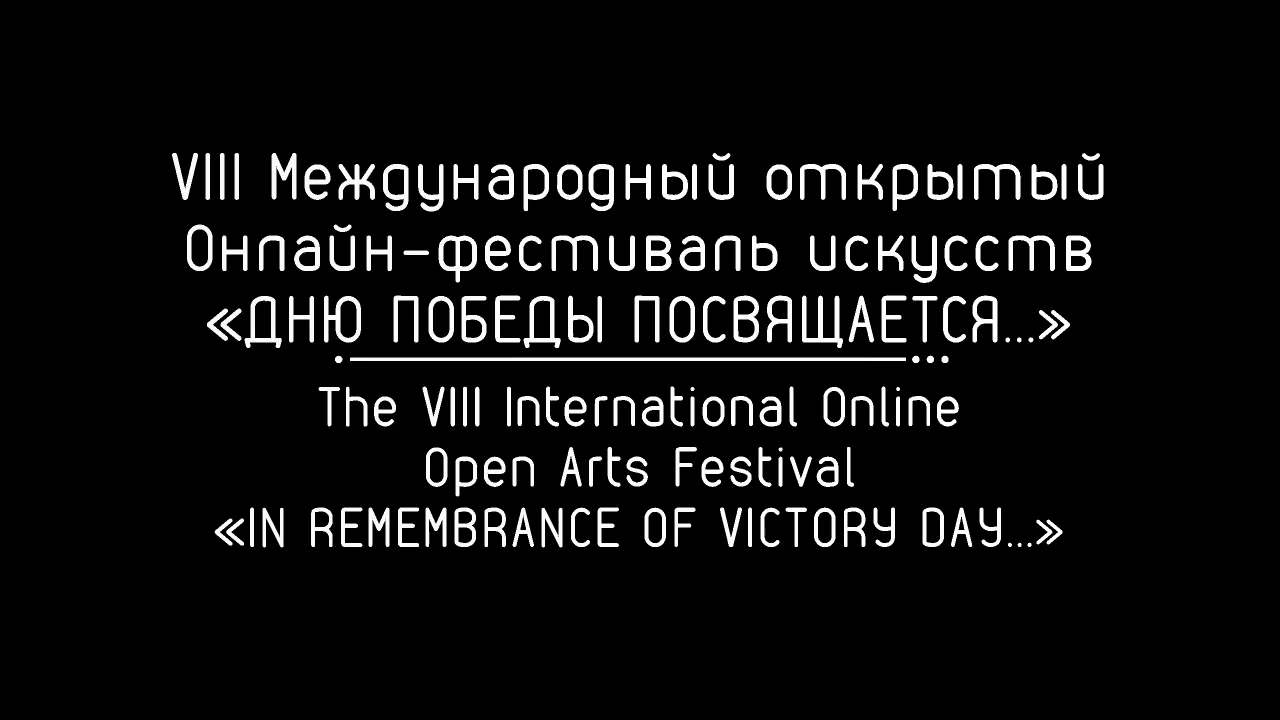 VIII Международный открытый
Онлайн-фестиваль искусств
«ДНЮ ПОБЕДЫ ПОСВЯЩАЕТСЯ...»
The VIII International Online
Open Arts Festival
«IN REMEMBRANCE OF VICTORY DAY...»